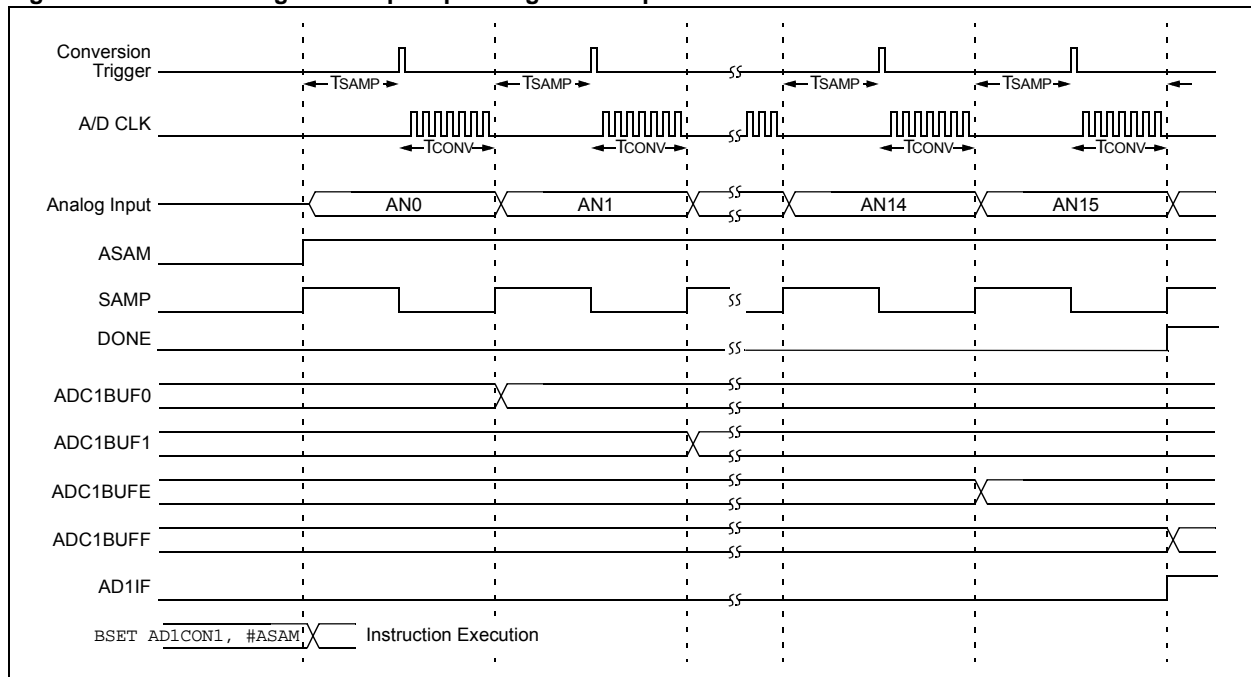 Conversion
Trigger
TSAMP TSAMP TSAMP TSAMP
A/D CLK
TCONV TCONV TCONV TCONV
Analog Input AN0 AN1 AN14 AN15
ASAM
SAMP
DONE
ADC1BUF0
ADC1BUF1
ADC1BUFE
ADC1BUFF
AD1IF
BSET AD1CON1, #ASAM Instruction Execution